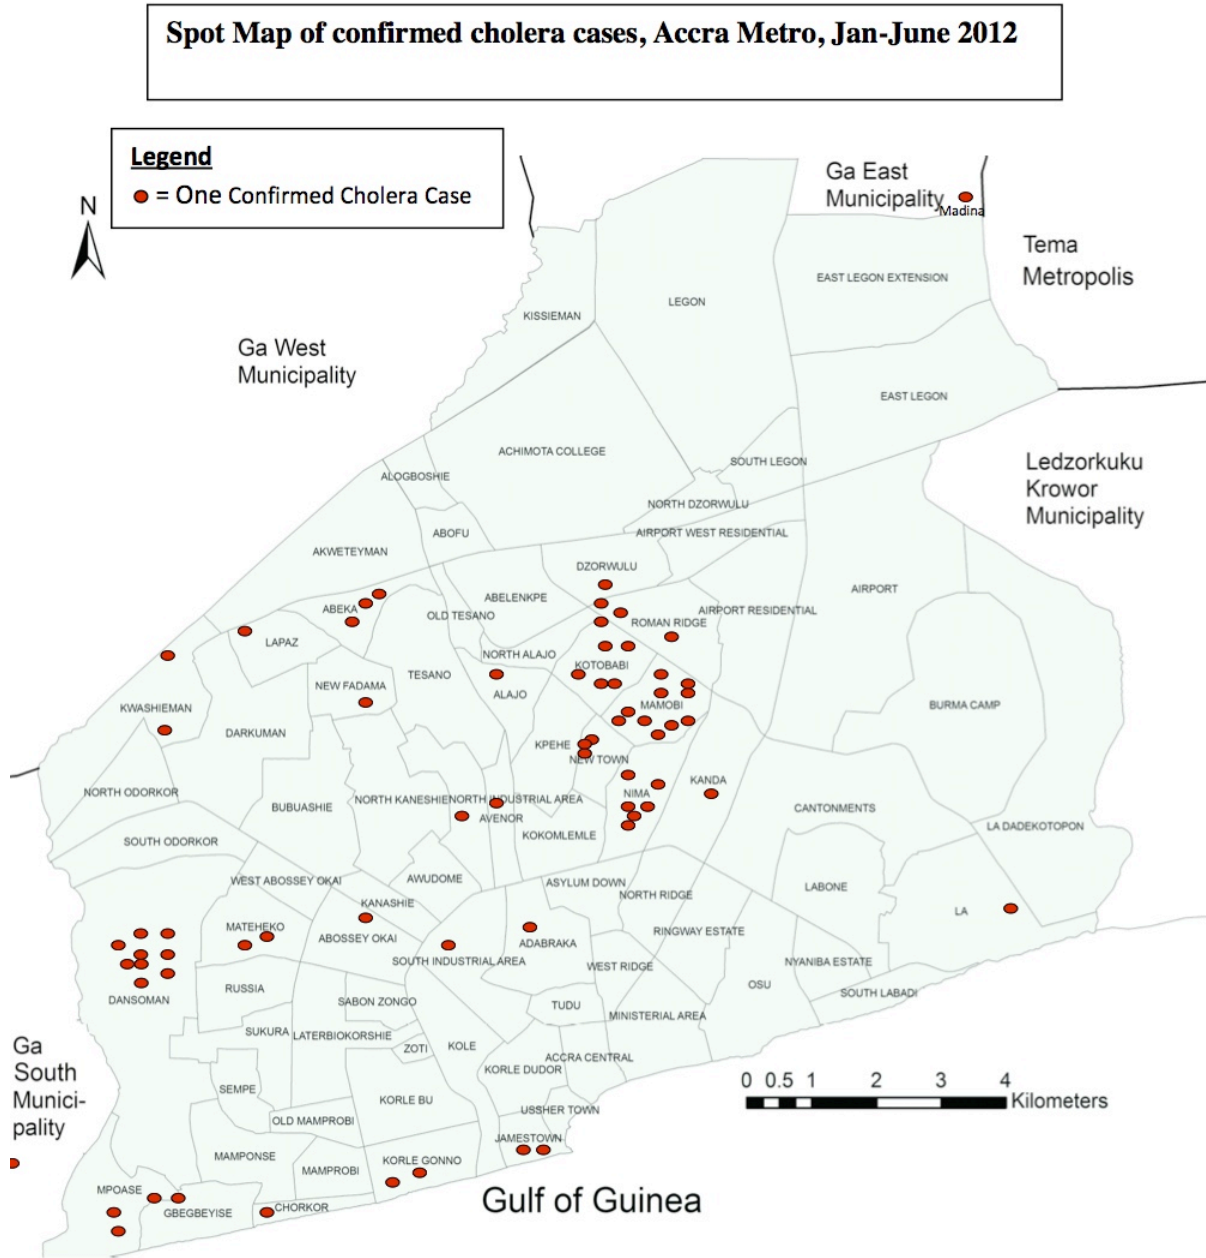 Spot Map of confirmed cholera cases, Accra Metro, Jan-June 2012
Legend
= One Confirmed Cholera Case
N
Ga East
Municipality
Madina
Tema
Metropolis
EAST LEGON EXTENSION
LEGON
KISSIEMAN
Ga West
Municipality
EAST LEGON
ACHIMOTA COLLEGE
SOUTH LEGON
Ledzorkuku
Krowor
Municipality
ALOGBOSHIE
NORTH DZORWULU
ABOFU
AIRPORT WEST RESIDENTIAL
AKWETEYMAN
DZORWULU
AIRPORT
ABELENKPE
ABEKA
OLD TESANO
AIRPORT RESIDENTIAL
ROMAN RIDGE
LAPAZ
NORTH ALAJO
KOTOBABI
TESANO
NEW FADAMA
ALAJO
KWASHIEMAN
MAMOBI
BURMA CAMP
DARKUMAN
KPEHE
NEW TOWN
KANDA
NORTH ODORKOR
NIMA
NORTH KANESHIE
NORTH INDUSTRIAL AREA
BUBUASHIE
CANTONMENTS
AVENOR
LA DADEKOTOPON
KOKOMLEMLE
SOUTH ODORKOR
WEST ABOSSEY OKAI
AWUDOME
ASYLUM DOWN
LABONE
NORTH RIDGE
KANASHIE
LA
MATEHEKO
ABOSSEY OKAI
RINGWAY ESTATE
ADABRAKA
SOUTH INDUSTRIAL AREA
NYANIBA ESTATE
WEST RIDGE
OSU
RUSSIA
SOUTH LABADI
DANSOMAN
SABON ZONGO
TUDU
MINISTERIAL AREA
SUKURA
LATERBIOKORSHIE
Ga
South
Munici-
pality
ZOTI
KOLE
ACCRA CENTRAL
KORLE DUDOR
0 0.5 1 2 3 4
Kilometers
SEMPE
KORLE BU
USSHER TOWN
OLD MAMPROBI
JAMESTOWN
MAMPONSE
KORLE GONNO
MAMPROBI
MPOASE
Gulf of Guinea
GBEGBEYISE
CHORKOR